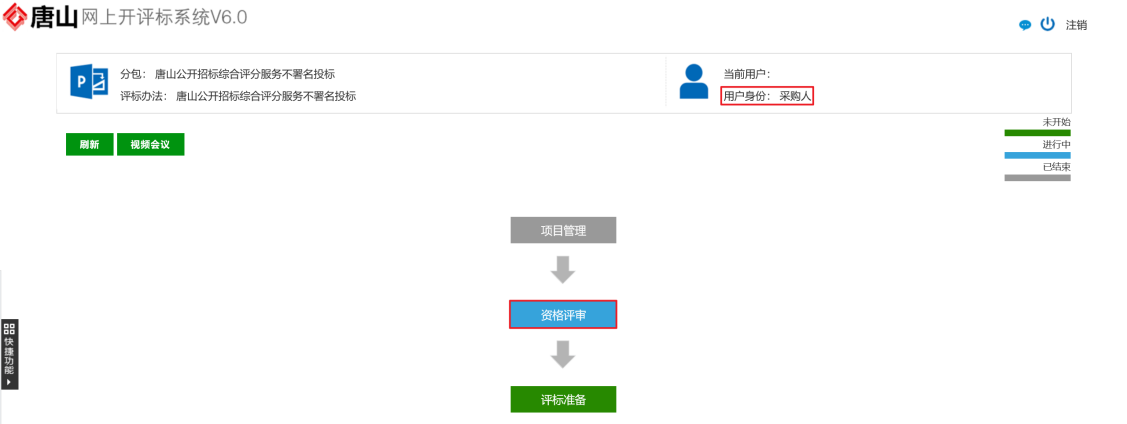 唐山网上开评标系统V6.0
注销
分包： 唐山公开招标综合评分服务不署名投标
评标办法： 唐山公开招标综合评分服务不署名投标
当前用户：
用户身份： 采购人
刷新
视频会议
未开始
进行中
已结束
项目管理
资格评审
评标准备
快捷功能